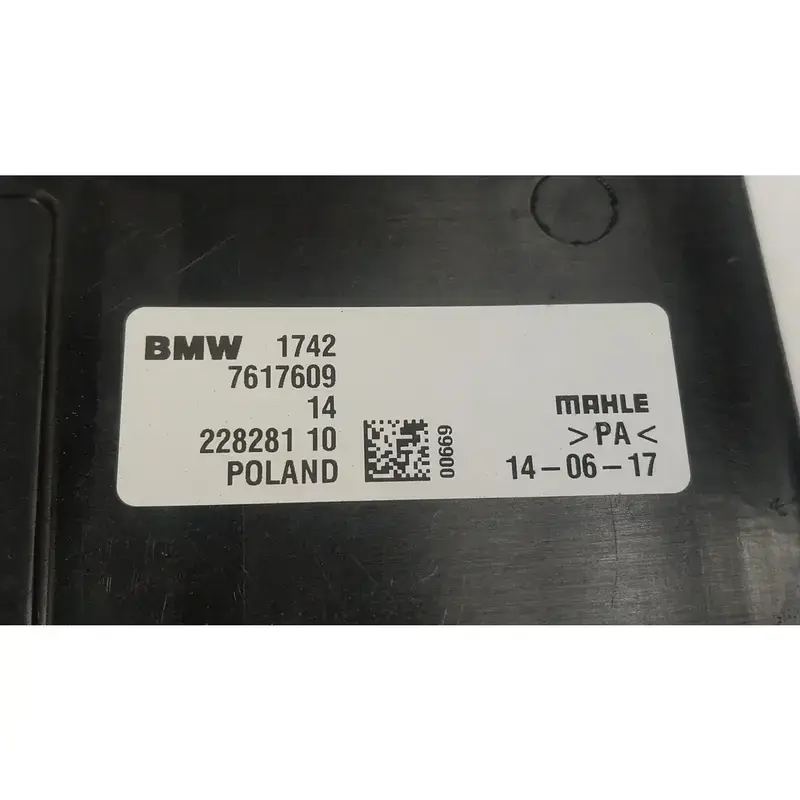 BMW 1742
7617609
14
228281 10
POLAND
00669
MAHLE
>PA<
14-06-17